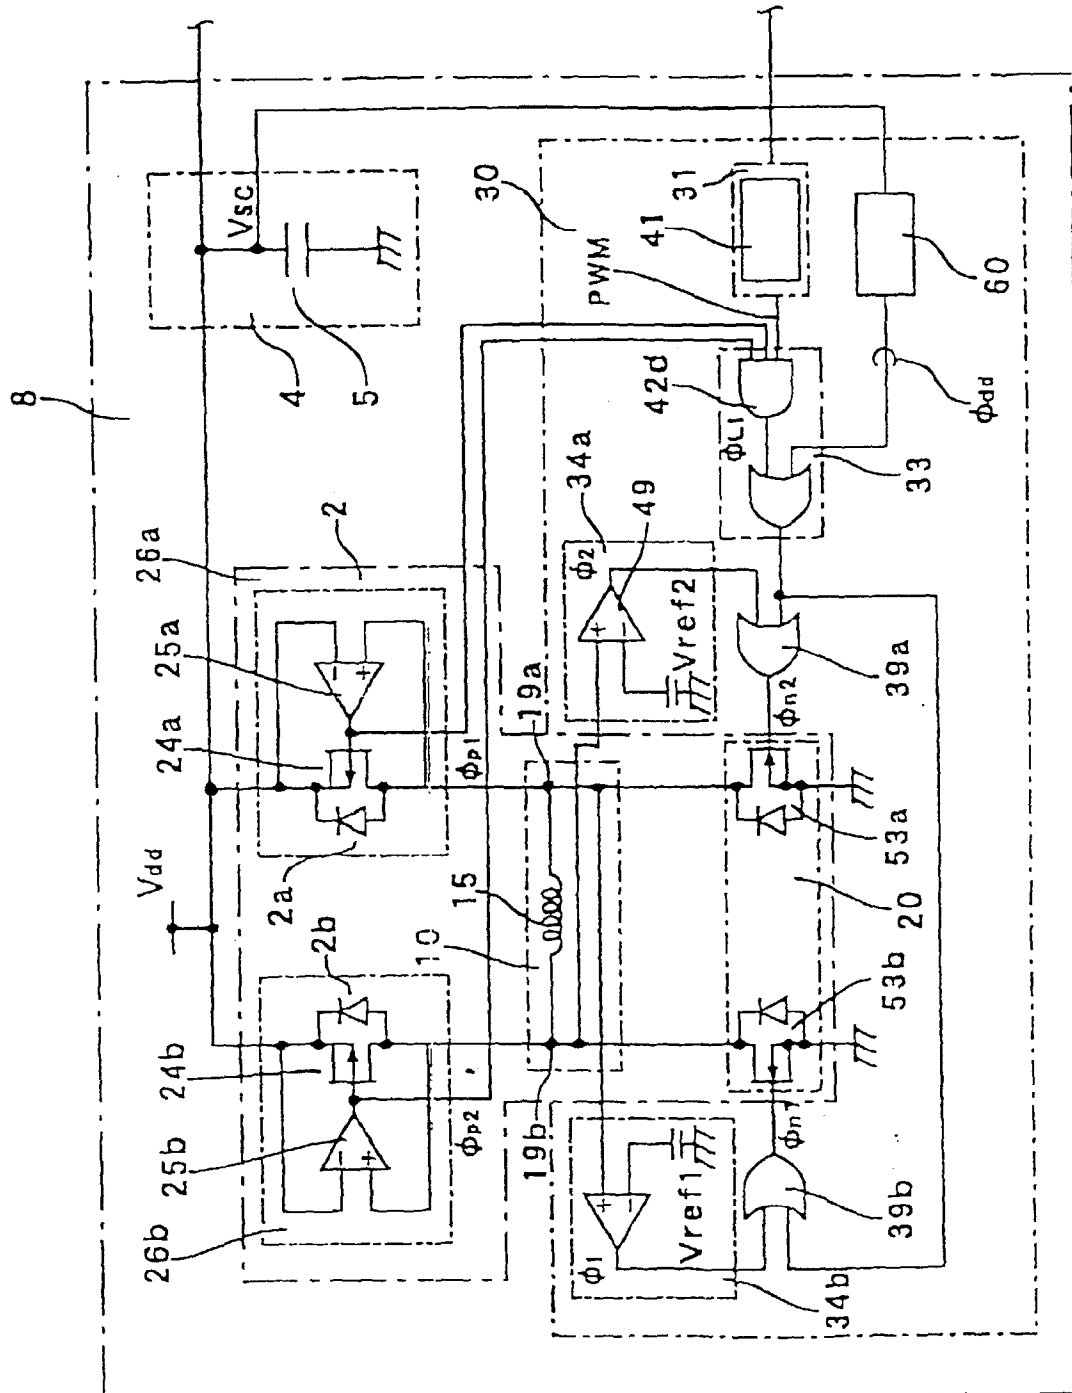 8
Vdd
4
5
Vsc
26b
25b
24b
2b
2a
24a
25a
26a
2
φp2
φp1
19b
10
15
19a
30
PWM
41
31
34a
φ2
49
Vref2
φL1
42d
33
60
φdd
φ1
Vref1
34b
φn1
39b
53b
20
53a
φn2
39a
+
-
+
-
+
-
+
-